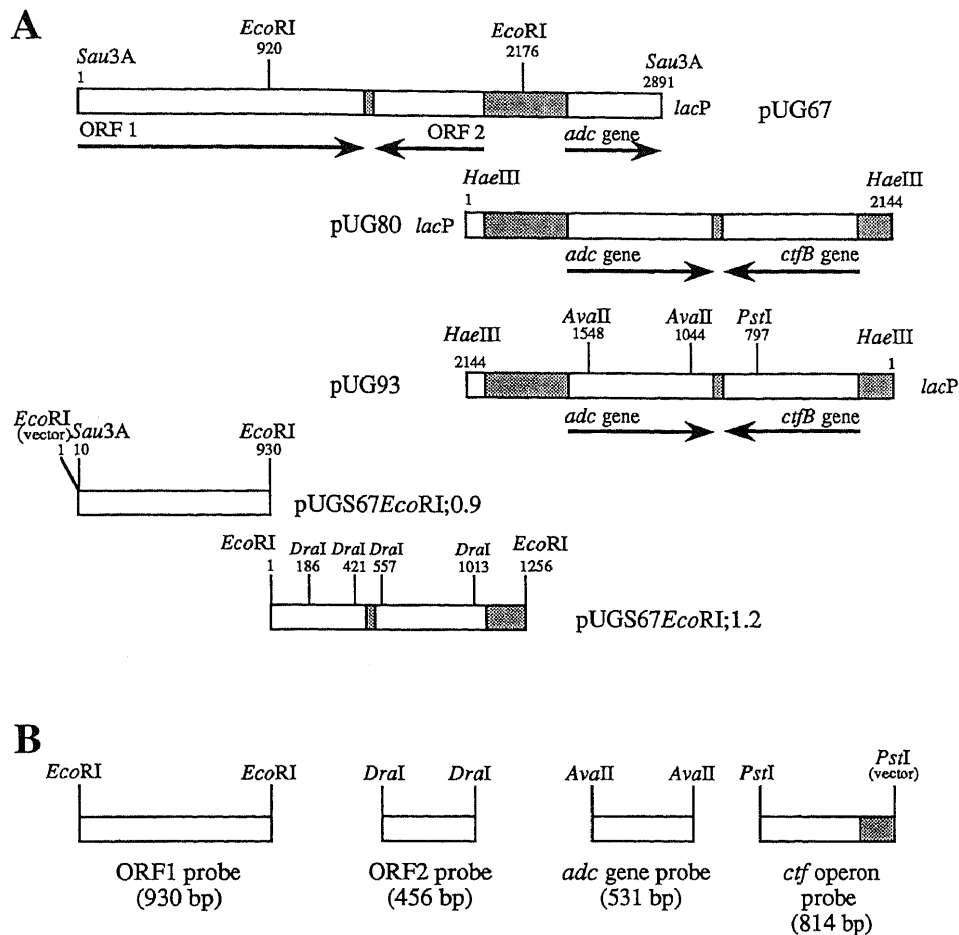 A
EcoRI
920
EcoRI
2176
Sau3A
1
Sau3A
2891
lacP
pUG67
ORF 1
ORF 2
adc gene
HaeIII
1
HaeIII
2144
pUG80 lacP
adc gene
ctfB gene
AvaII
1548
AvaII
1044
PstI
797
HaeIII
2144
HaeIII
1
pUG93
lacP
adc gene
ctfB gene
EcoRI
(vector)
1
Sau3A
10
EcoRI
930
pUGS67EcoRI;0.9
EcoRI
1
DraI
186
DraI
421
DraI
557
DraI
1013
EcoRI
1256
pUGS67EcoRI;1.2
B
EcoRI
EcoRI
DraI
DraI
AvaII
AvaII
PstI
PstI
(vector)
ORF1 probe
(930 bp)
ORF2 probe
(456 bp)
adc gene probe
(531 bp)
ctf operon
probe
(814 bp)